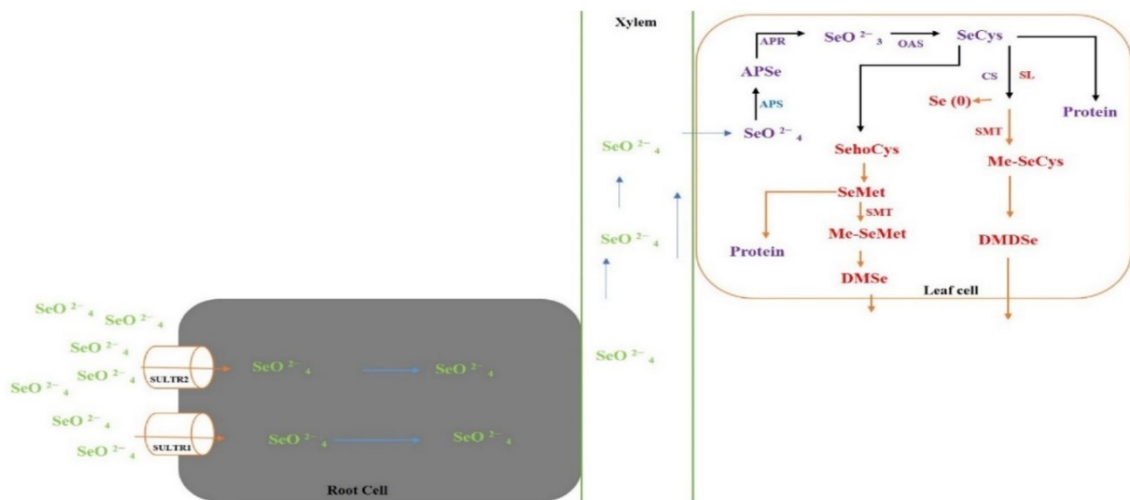 Xylem
APR
SeO ²⁻ ₃
OAS
SeCys
APSe
APS
CS
SL
Se (0)
Protein
SeO ²⁻ ₄
SeO ²⁻ ₄
SMT
SehoCys
Me-SeCys
SeMet
SMT
SeO ²⁻ ₄
Protein
Me-SeMet
DMDSe
DMSe
Leaf cell
SeO ²⁻ ₄
SeO ²⁻ ₄
SeO ²⁻ ₄
SeO ²⁻ ₄
SeO ²⁻ ₄
SeO ²⁻ ₄
SULTR2
SeO ²⁻ ₄
SeO ²⁻ ₄
SeO ²⁻ ₄
SeO ²⁻ ₄
SeO ²⁻ ₄
SULTR1
SeO ²⁻ ₄
SeO ²⁻ ₄
Root Cell